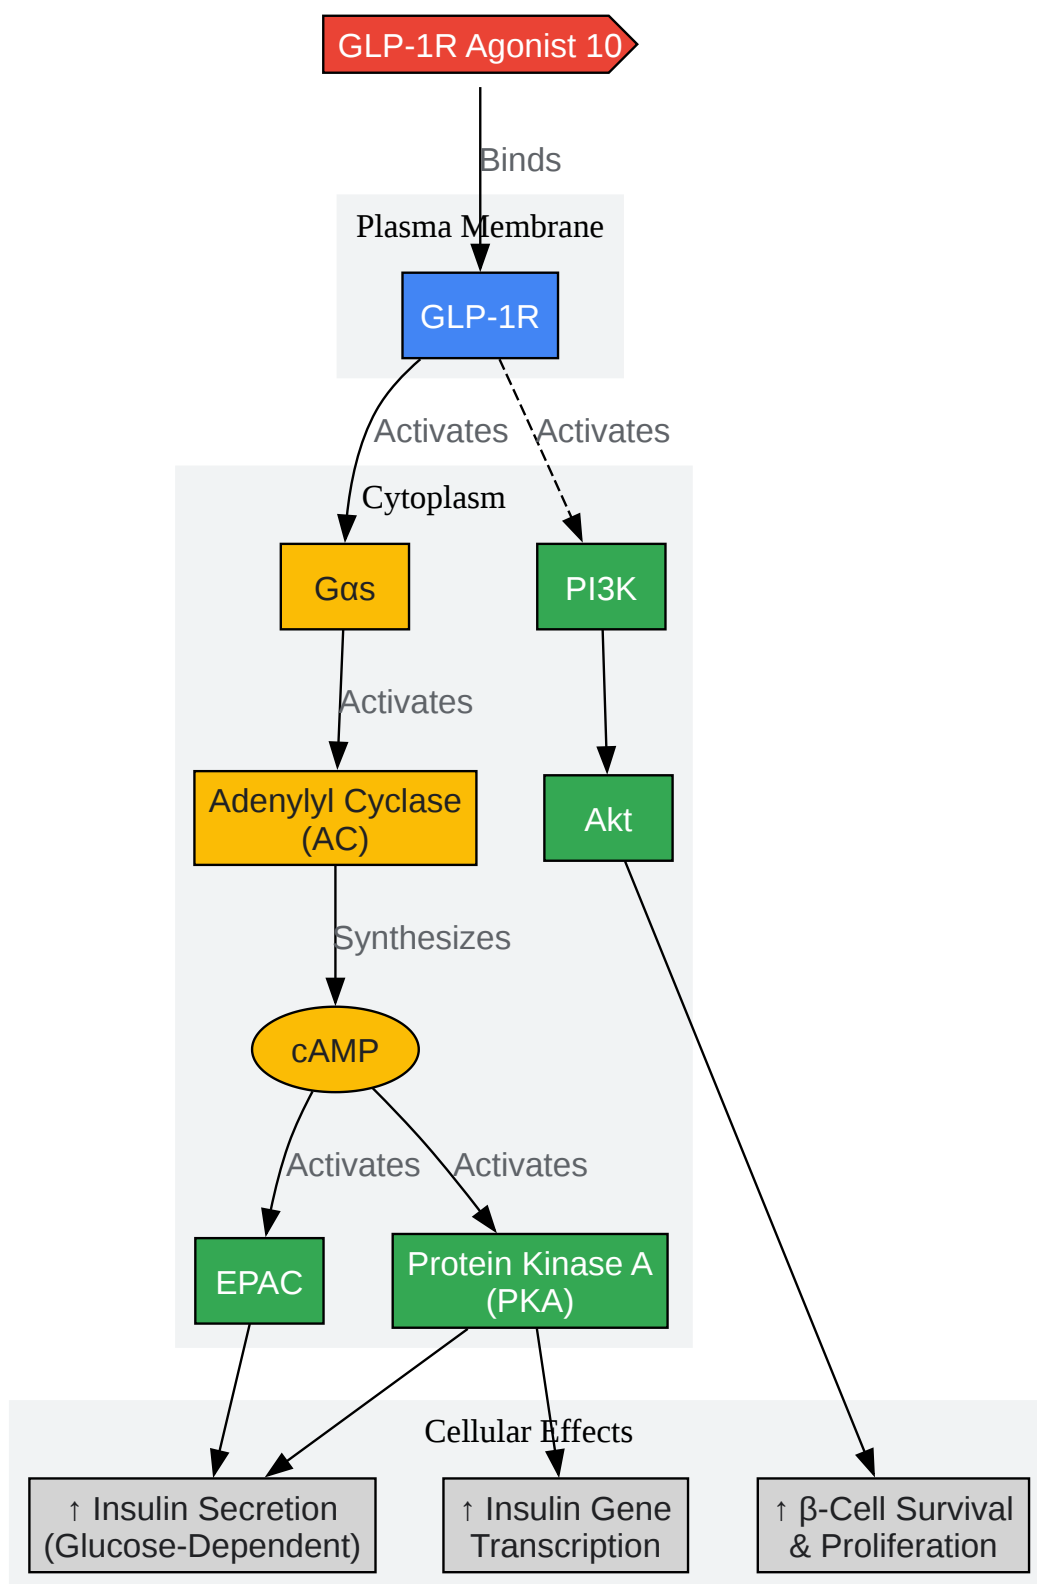 GLP-1R Agonist 10
Binds
Plasma Membrane
GLP-1R
Activates
Activates
Cytoplasm
Gαs
PI3K
Activates
Adenylyl Cyclase
(AC)
Akt
Synthesizes
cAMP
Activates
Activates
EPAC
Protein Kinase A
(PKA)
Cellular Effects
↑ Insulin Secretion
(Glucose-Dependent)
↑ Insulin Gene
Transcription
↑ β-Cell Survival
& Proliferation